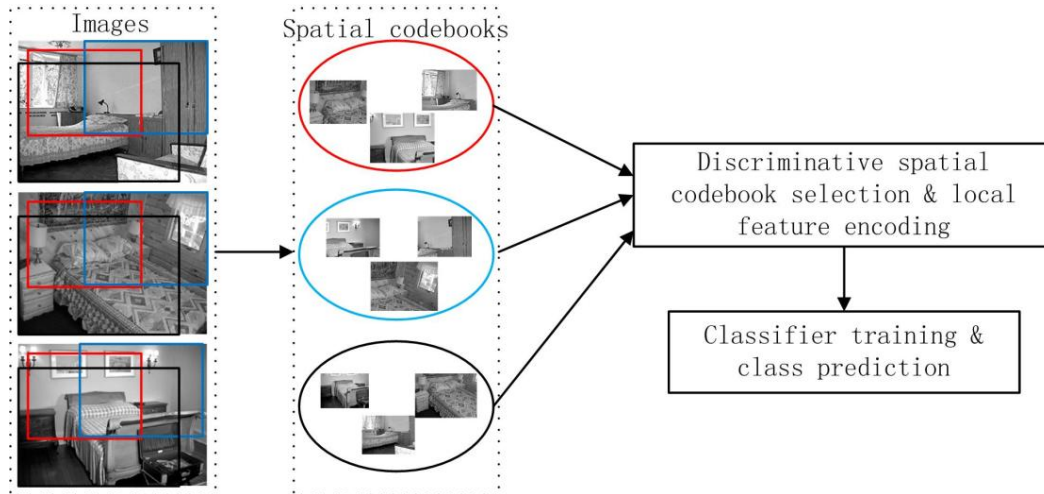 Images
Spatial codebooks
Discriminative spatial
codebook selection & local
feature encoding
Classifier training &
class prediction